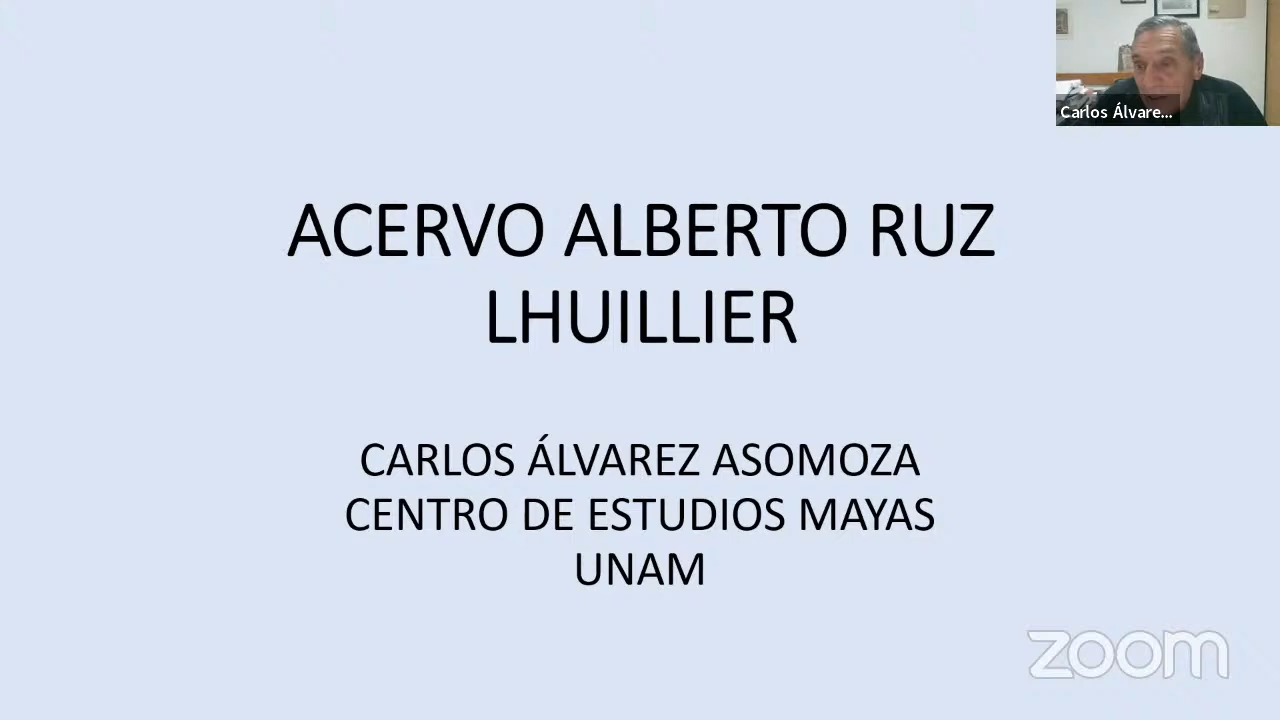 Carlos Álvare...
ACERVO ALBERTO RUZ
LHUILLIER
CARLOS ÁLVAREZ ASOMOZA
CENTRO DE ESTUDIOS MAYAS
UNAM
zoom